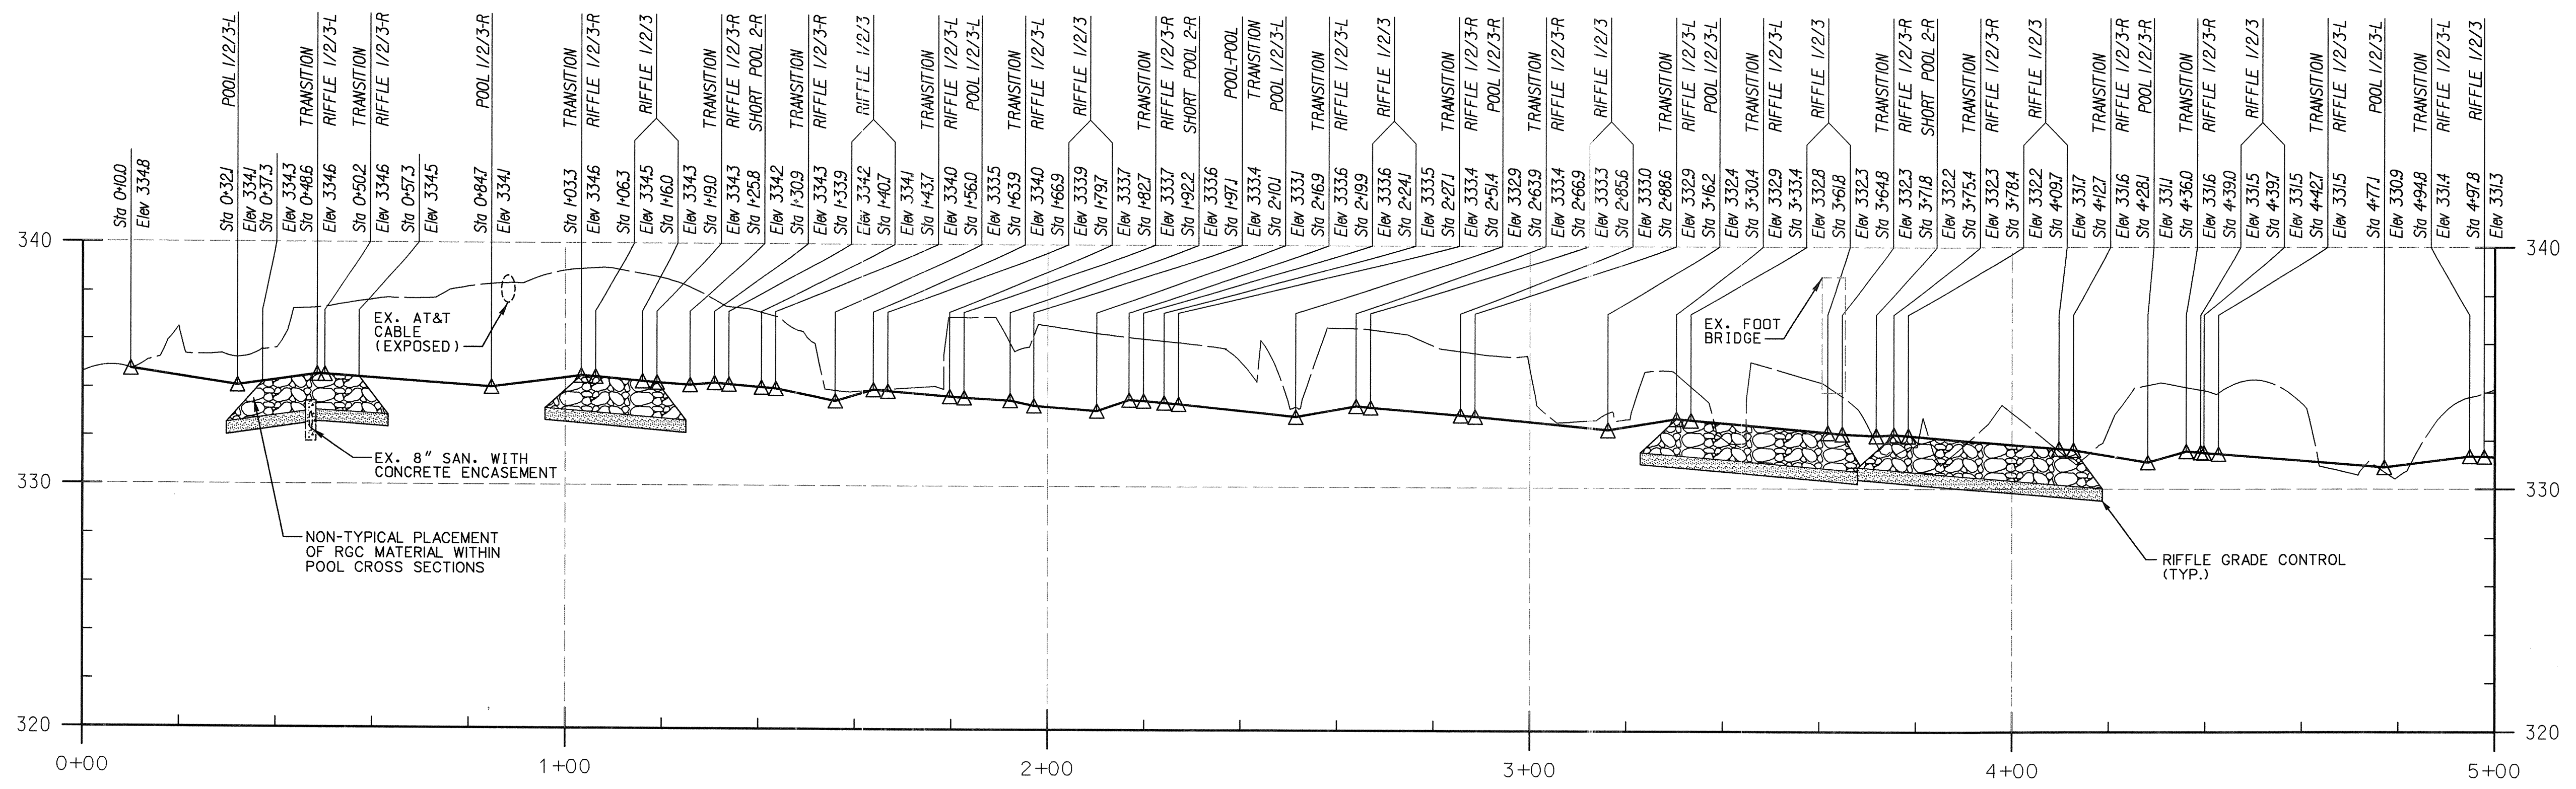 POOL 1/2/3-L
TRANSITION
RIFFLE 1/2/3-L
TRANSITION
RIFFLE 1/2/3-R
POOL 1/2/3-R
TRANSITION
RIFFLE 1/2/3-R
RIFFLE 1/2/3
TRANSITION
RIFFLE 1/2/3-R
SHORT POOL 2-R
TRANSITION
RIFFLE 1/2/3-R
RIFFLE 1/2/3
TRANSITION
RIFFLE 1/2/3-L
POOL 1/2/3-L
TRANSITION
RIFFLE 1/2/3-L
RIFFLE 1/2/3
TRANSITION
RIFFLE 1/2/3-R
SHORT POOL 2-R
POOL-POOL
TRANSITION
POOL 1/2/3-L
TRANSITION
RIFFLE 1/2/3-L
RIFFLE 1/2/3
TRANSITION
RIFFLE 1/2/3-R
POOL 1/2/3-R
TRANSITION
RIFFLE 1/2/3-R
RIFFLE 1/2/3
TRANSITION
RIFFLE 1/2/3-L
POOL 1/2/3-L
TRANSITION
RIFFLE 1/2/3-L
RIFFLE 1/2/3
TRANSITION
RIFFLE 1/2/3-R
SHORT POOL 2-R
TRANSITION
RIFFLE 1/2/3-R
RIFFLE 1/2/3
TRANSITION
RIFFLE 1/2/3-R
POOL 1/2/3-R
TRANSITION
RIFFLE 1/2/3-R
RIFFLE 1/2/3
TRANSITION
RIFFLE 1/2/3-L
POOL 1/2/3-L
TRANSITION
RIFFLE 1/2/3-L
RIFFLE 1/2/3
Sta 0+10.0
Elev 334.8
Sta 0+32.1
Elev 334.1
Sta 0+37.3
Elev 334.3
Sta 0+48.6
Elev 334.6
Sta 0+50.2
Elev 334.6
Sta 0+57.3
Elev 334.5
Sta 0+84.7
Elev 334.1
Sta 1+03.3
Elev 334.6
Sta 1+06.3
Elev 334.5
Sta 1+16.0
Elev 334.3
Sta 1+19.0
Elev 334.3
Sta 1+25.8
Elev 334.2
Sta 1+30.9
Elev 334.3
Sta 1+33.9
Elev 334.2
Sta 1+40.7
Elev 334.1
Sta 1+43.7
Elev 334.0
Sta 1+56.0
Elev 333.5
Sta 1+63.9
Elev 334.0
Sta 1+66.9
Elev 333.9
Sta 1+79.7
Elev 333.7
Sta 1+82.7
Elev 333.7
Sta 1+92.2
Elev 333.6
Sta 1+97.1
Elev 333.4
Sta 2+10.1
Elev 333.1
Sta 2+16.9
Elev 333.6
Sta 2+19.9
Elev 333.6
Sta 2+24.1
Elev 333.5
Sta 2+27.1
Elev 333.4
Sta 2+51.4
Elev 332.9
Sta 2+63.9
Elev 333.4
Sta 2+66.9
Elev 333.3
Sta 2+85.6
Elev 333.0
Sta 2+88.6
Elev 332.9
Sta 3+16.2
Elev 332.4
Sta 3+30.4
Elev 332.9
Sta 3+33.4
Elev 332.8
Sta 3+61.8
Elev 332.3
Sta 3+64.8
Elev 332.3
Sta 3+71.8
Elev 332.2
Sta 3+75.4
Elev 332.3
Sta 3+78.4
Elev 332.2
Sta 4+09.7
Elev 331.7
Sta 4+12.7
Elev 331.6
Sta 4+28.1
Elev 331.1
Sta 4+36.0
Elev 331.6
Sta 4+39.0
Elev 331.5
Sta 4+39.7
Elev 331.5
Sta 4+42.7
Elev 331.5
Sta 4+77.1
Elev 330.9
Sta 4+94.8
Elev 331.4
Sta 4+97.8
Elev 331.3
340
340
EX. AT&T
CABLE
(EXPOSED)
EX. FOOT
BRIDGE
EX. 8" SAN. WITH
CONCRETE ENCASEMENT
330
330
NON-TYPICAL PLACEMENT
OF RGC MATERIAL WITHIN
POOL CROSS SECTIONS
RIFFLE GRADE CONTROL
(TYP.)
320
320
0+00
1+00
2+00
3+00
4+00
5+00